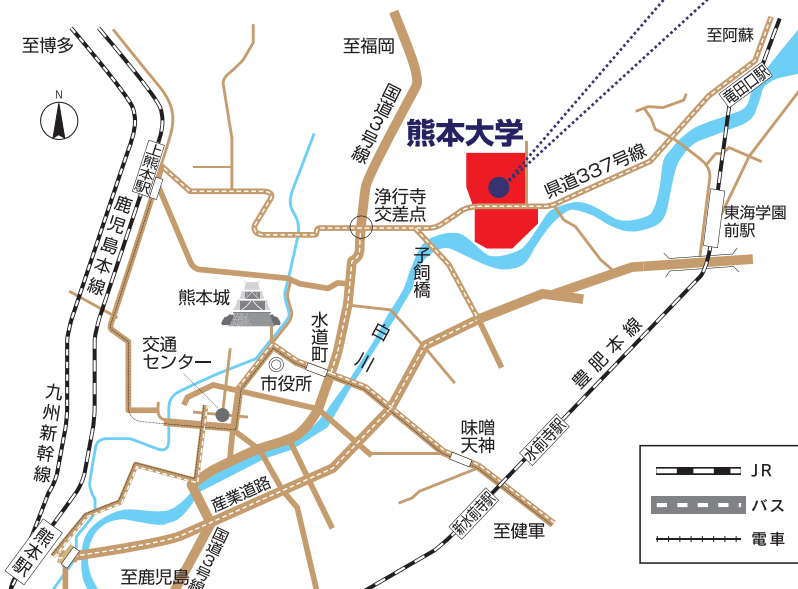 至博多
至福岡
至阿蘇
N
国道3号線
竜田口駅
熊本大学
県道337号線
上熊本駅
鹿児島本線
浄行寺
交差点
東海学園
前駅
子飼橋
熊本城
水道町
白川
交通
センター
市役所
豊肥本線
九州新幹線
味噌
天神
水前寺駅
JR
産業道路
新水前寺駅
バス
至健軍
電車
熊本駅
国道3号線
至鹿児島